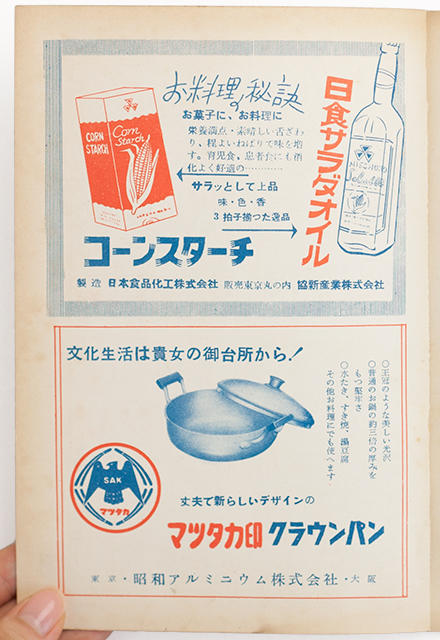 お料理の秘訣
お菓子に、お料理に
栄養満点・素晴しい舌ざわ
り、程よいねばりで味を増
す。育児食、患者たにも消
化よく好適の…………
サラッとして上品
味・色・香
3拍子揃つた逸品
CORN STARCH
Corn Starch
日食サラダオイル
NISSHOKU
コーンスターチ
製造 日本食品化工株式会社 販売東京丸の内 協新産業株式会社
文化生活は貴女の御台所から!
○王冠のような美しい光沢
○普通のお鍋の約三倍の厚みを
もつ堅牢さ
○水たき、すき焼、湯豆腐
その他お料理にでも使へます。
SAK
マツタカ
丈夫で新らしいデザインの
マツタカ印 クラウンパン
東京・昭和アルミニウム株式会社・大阪